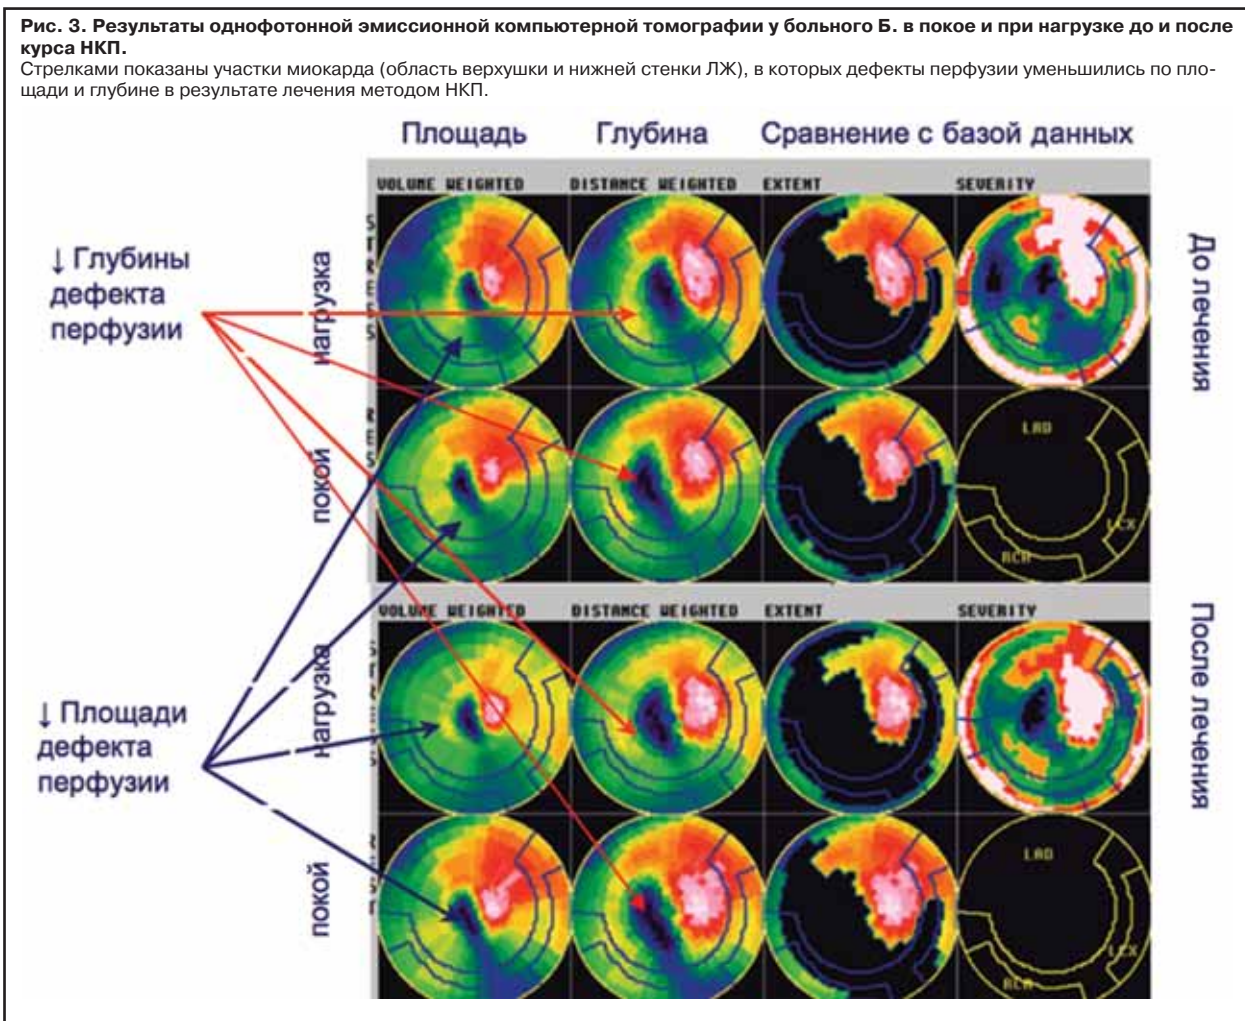 Рис. 3. Результаты однофотонной эмиссионной компьютерной томографии у больного Б. в покое и при нагрузке до и после
курса НКП.
Стрелками показаны участки миокарда (область верхушки и нижней стенки ЛЖ), в которых дефекты перфузии уменьшились по пло-
щади и глубине в результате лечения методом НКП.
Площадь Глубина Сравнение с базой данных
VOLUME WEIGHTED DISTANCE WEIGHTED EXTENT SEVERITY
↓ Глубины
дефекта
перфузии
нагрузка
До лечения
покой
LAD
LCX
RCA
VOLUME WEIGHTED DISTANCE WEIGHTED EXTENT SEVERITY
↓ Площади
дефекта
перфузии
нагрузка
После лечения
покой
LAD
LCX
RCA